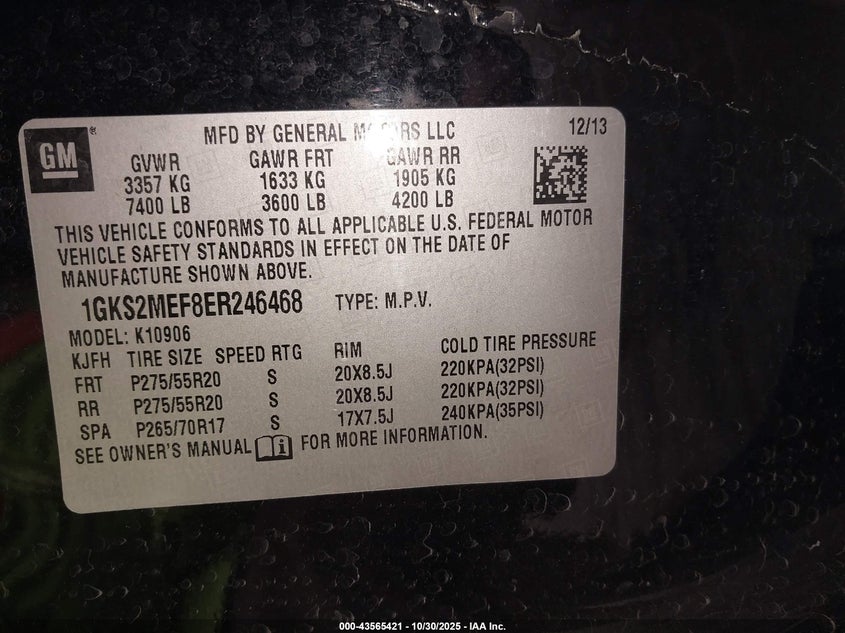 GM
MFD BY GENERAL MOTORS LLC 12/13
GVWR GAWR FRT GAWR RR
3357 KG 1633 KG 1905 KG
7400 LB 3600 LB 4200 LB
THIS VEHICLE CONFORMS TO ALL APPLICABLE U.S. FEDERAL MOTOR
VEHICLE SAFETY STANDARDS IN EFFECT ON THE DATE OF
MANUFACTURE SHOWN ABOVE.
1GKS2MEF8ER246468 TYPE: M.P.V.
MODEL: K10906
KJFH TIRE SIZE SPEED RTG RIM COLD TIRE PRESSURE
FRT P275/55R20 S 20X8.5J 220KPA(32PSI)
RR P275/55R20 S 20X8.5J 220KPA(32PSI)
SPA P265/70R17 S 17X7.5J 240KPA(35PSI)
SEE OWNER'S MANUAL FOR MORE INFORMATION.
000-43565421 - 10/30/2025 - IAA Inc.